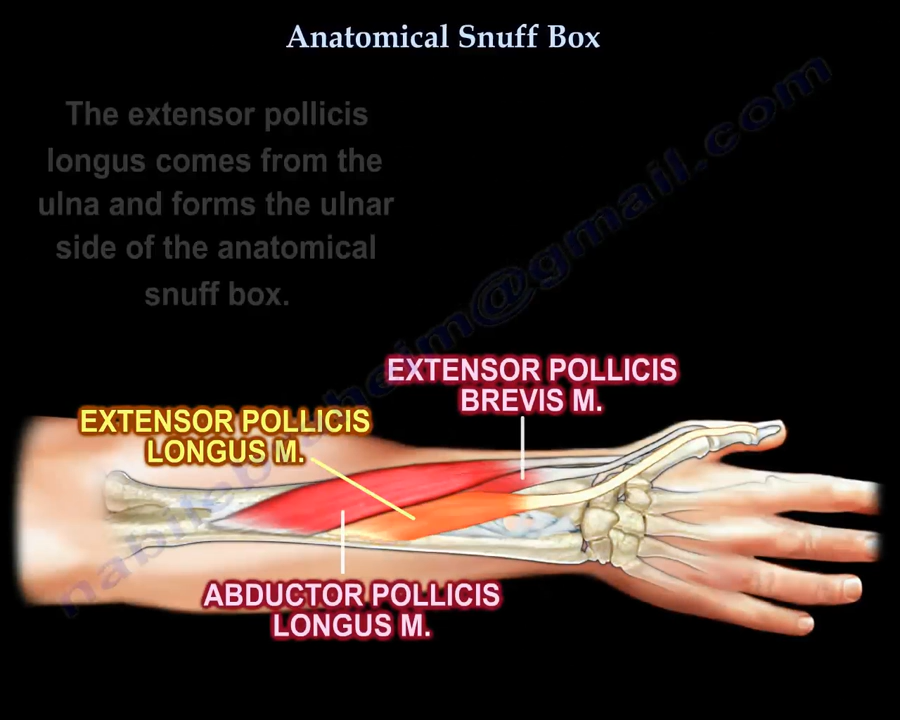 Anatomical Snuff Box
The extensor pollicis
longus comes from the
ulna and forms the ulnar
side of the anatomical
snuff box.
EXTENSOR POLLICIS
BREVIS M.
EXTENSOR POLLICIS
LONGUS M.
ABDUCTOR POLLICIS
LONGUS M.